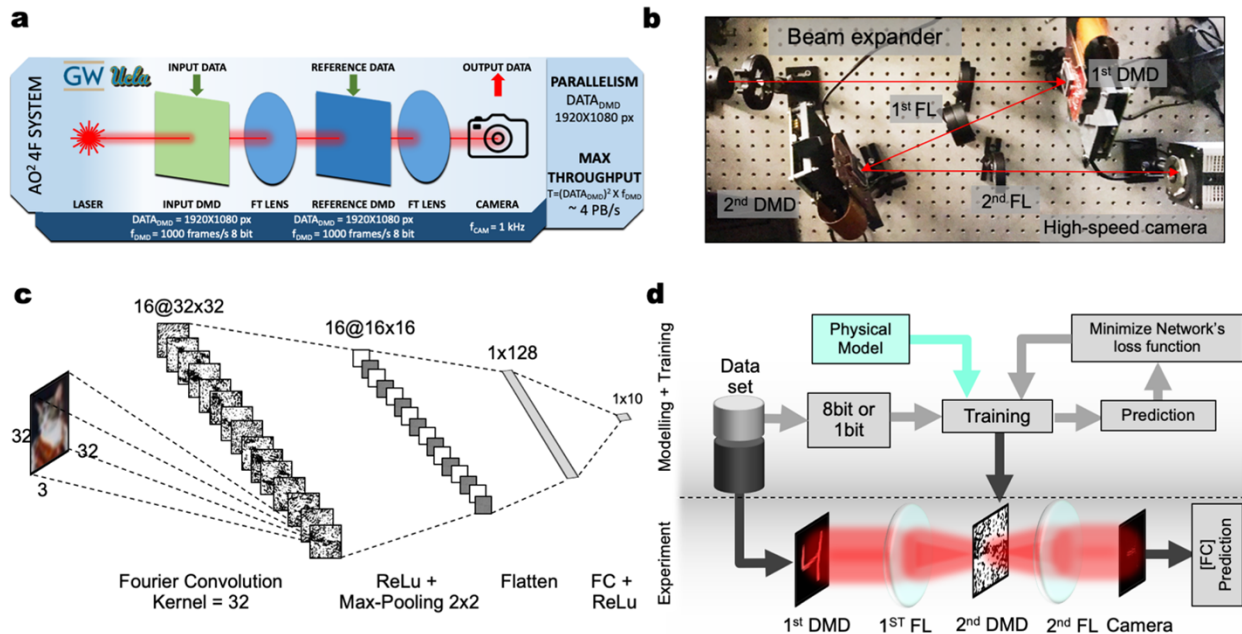 a
AO² 4F SYSTEM
GW Ucla
INPUT DATA
REFERENCE DATA
OUTPUT DATA
LASER
INPUT DMD
FT LENS
REFERENCE DMD
FT LENS
CAMERA
DATA_DMD = 1920X1080 px
f_DMD = 1000 frames/s 8 bit
DATA_DMD = 1920X1080 px
f_DMD = 1000 frames/s 8 bit
f_CAM = 1 kHz
PARALLELISM
DATA_DMD
1920X1080 px
MAX
THROUGHPUT
T=(DATA_DMD)² X f_DMD
~ 4 PB/s
b
Beam expander
1st DMD
1st FL
2nd DMD
2nd FL
High-speed camera
c
16@32x32
16@16x16
1x128
1x10
32
32
3
Fourier Convolution
Kernel = 32
ReLu +
Max-Pooling 2x2
Flatten
FC +
ReLu
d
Modelling + Training
Physical
Model
Minimize Network's
loss function
Data
set
8bit or
1bit
Training
Prediction
Experiment
4
[FC]
Prediction
1st DMD
1ST FL
2nd DMD
2nd FL
Camera